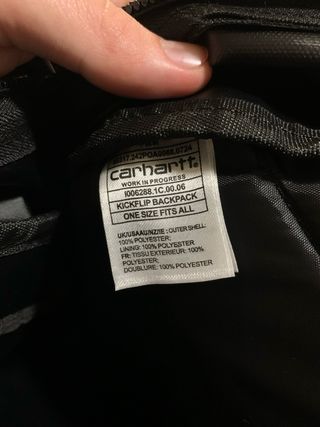 carhartt.
WORK IN PROGRESS
I006288.1C.00.06
KICKFLIP BACKPACK
ONE SIZE FITS ALL
UK/USA/AU/NZ/IE: OUTER SHELL:
100% POLYESTER
LINING: 100% POLYESTER
FR: TISSU EXTERIEUR: 100%
POLYESTER;
DOUBLURE: 100% POLYESTER